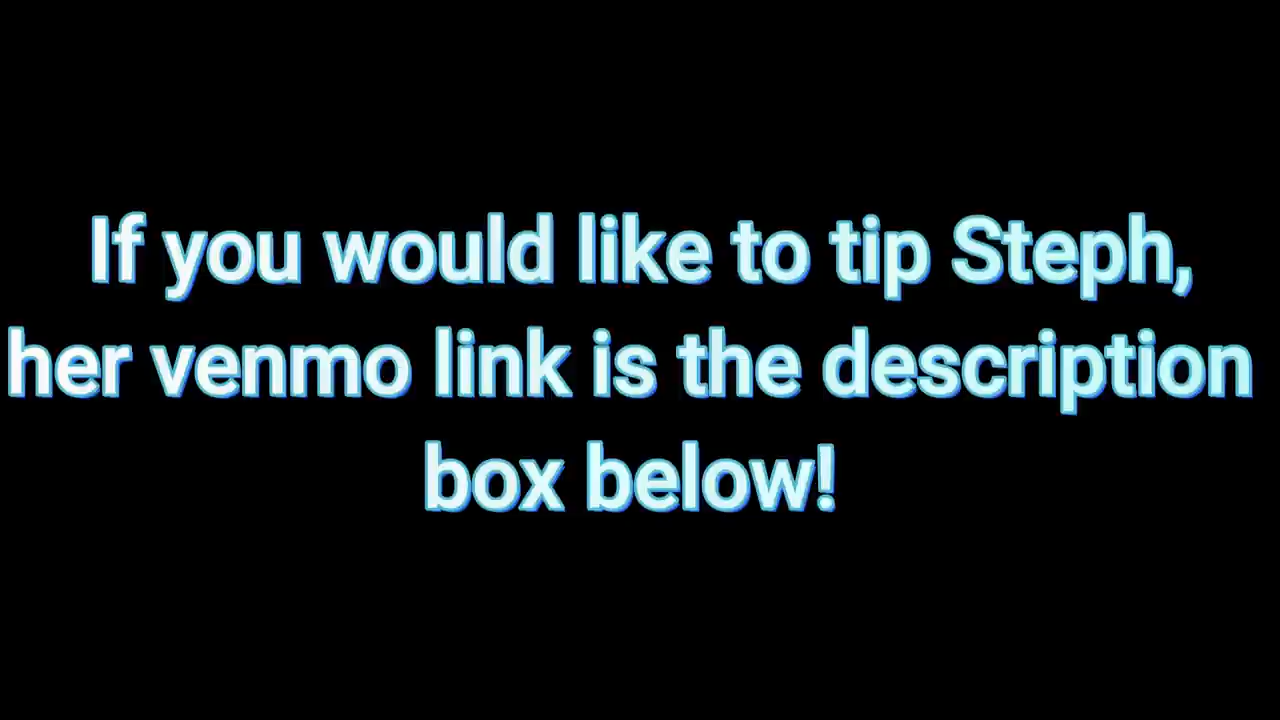 If you would like to tip Steph,
her venmo link is the description
box below!